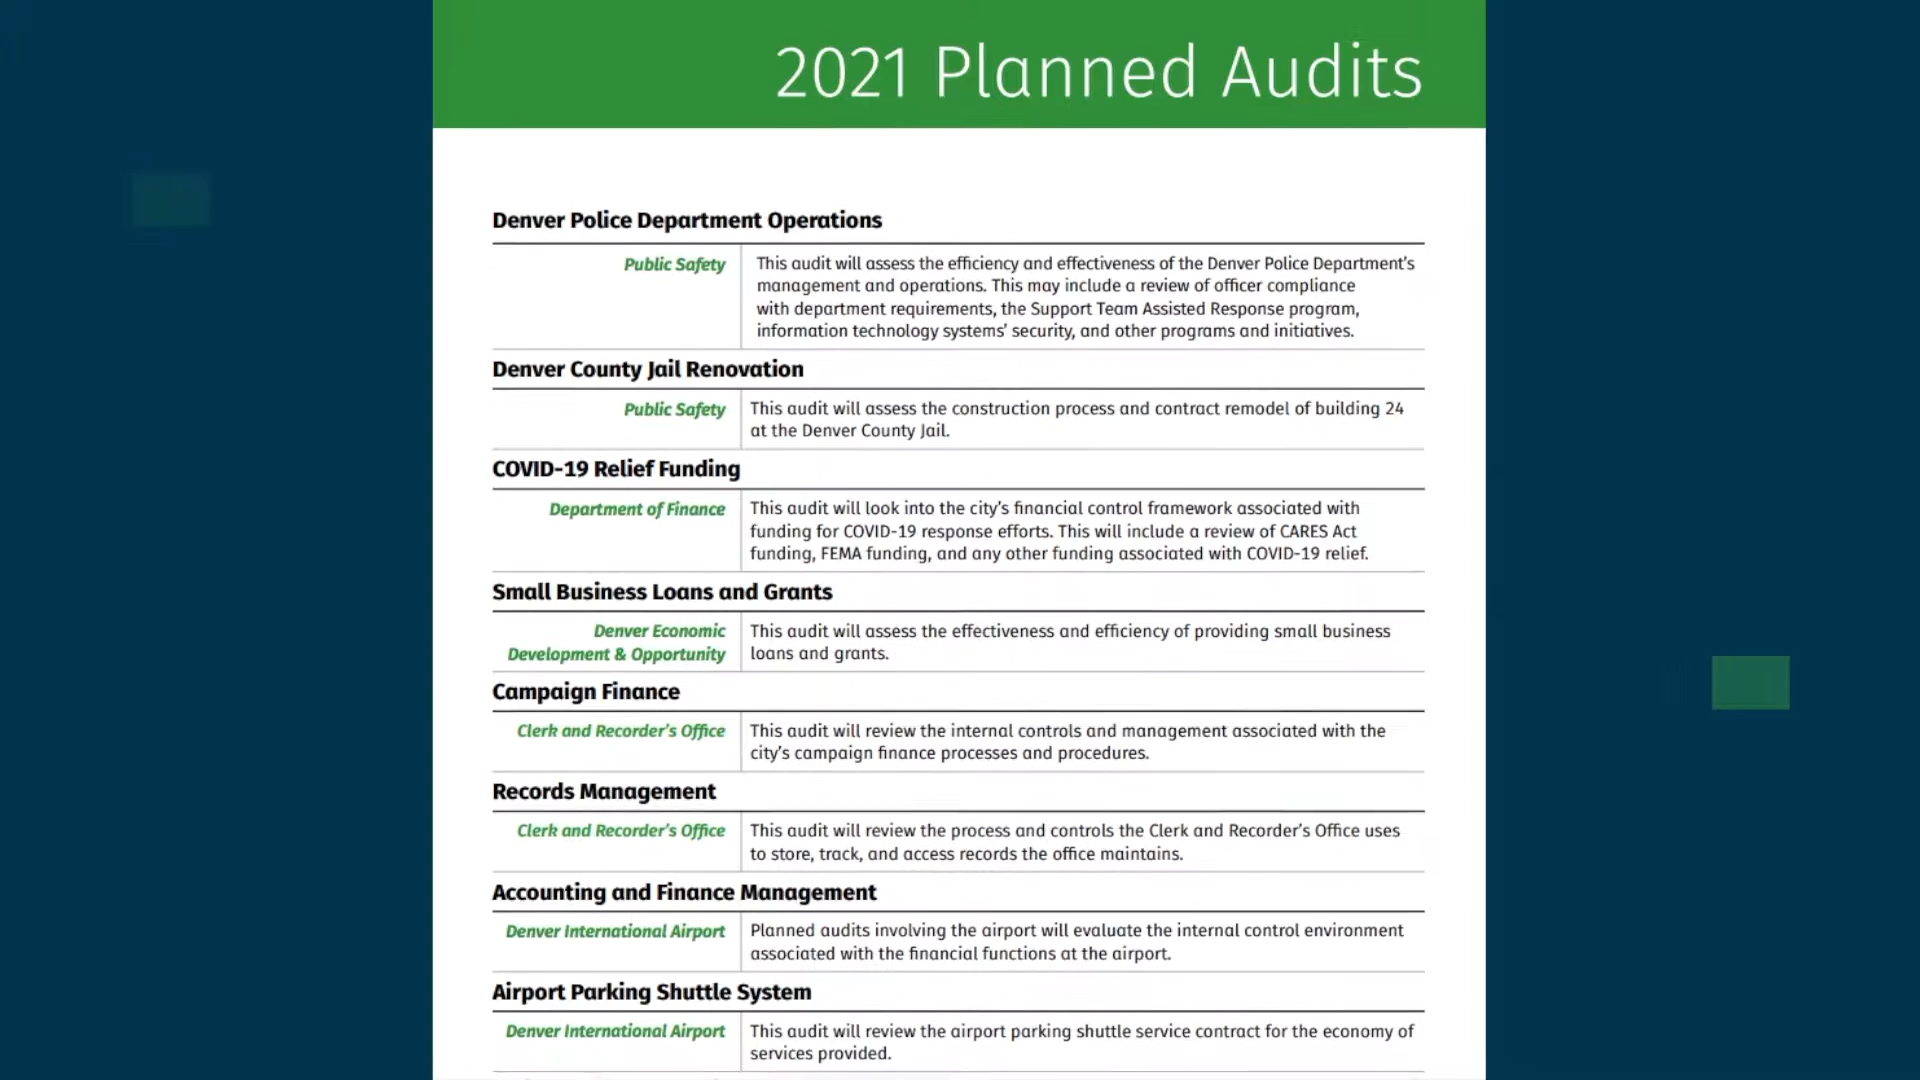 2021 Planned Audits
Denver Police Department Operations
Public Safety
This audit will assess the efficiency and effectiveness of the Denver Police Department's
management and operations. This may include a review of officer compliance
with department requirements, the Support Team Assisted Response program,
information technology systems' security, and other programs and initiatives.
Denver County Jail Renovation
Public Safety
This audit will assess the construction process and contract remodel of building 24
at the Denver County Jail.
COVID-19 Relief Funding
Department of Finance
This audit will look into the city's financial control framework associated with
funding for COVID-19 response efforts. This will include a review of CARES Act
funding, FEMA funding, and any other funding associated with COVID-19 relief.
Small Business Loans and Grants
Denver Economic
Development & Opportunity
This audit will assess the effectiveness and efficiency of providing small business
loans and grants.
Campaign Finance
Clerk and Recorder's Office
This audit will review the internal controls and management associated with the
city's campaign finance processes and procedures.
Records Management
Clerk and Recorder's Office
This audit will review the process and controls the Clerk and Recorder's Office uses
to store, track, and access records the office maintains.
Accounting and Finance Management
Denver International Airport
Planned audits involving the airport will evaluate the internal control environment
associated with the financial functions at the airport.
Airport Parking Shuttle System
Denver International Airport
This audit will review the airport parking shuttle service contract for the economy of
services provided.